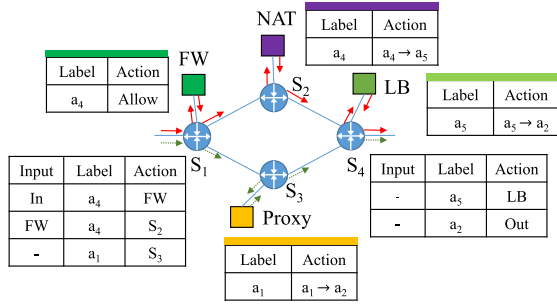 NAT
Label Action
a4 a4 → a5
FW
Label Action
a4 Allow
S2
LB
Label Action
a5 a5 → a2
S1
S4
S3
Input Label Action
In a4 FW
FW a4 S2
- a1 S3
Input Label Action
- a5 LB
- a2 Out
Proxy
Label Action
a1 a1 → a2